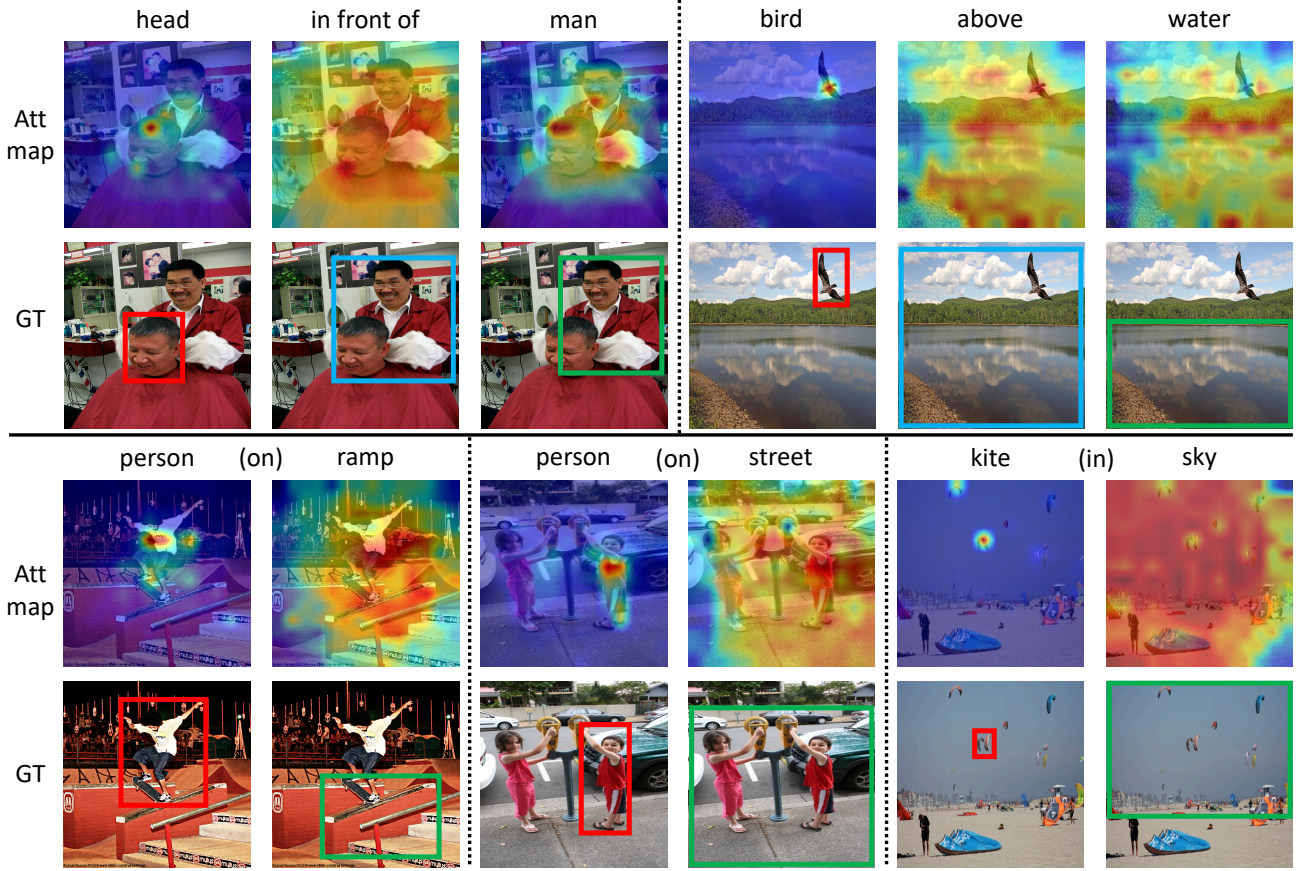 head in front of man bird above water
Att map
GT
person (on) ramp person (on) street kite (in) sky
Att map
GT